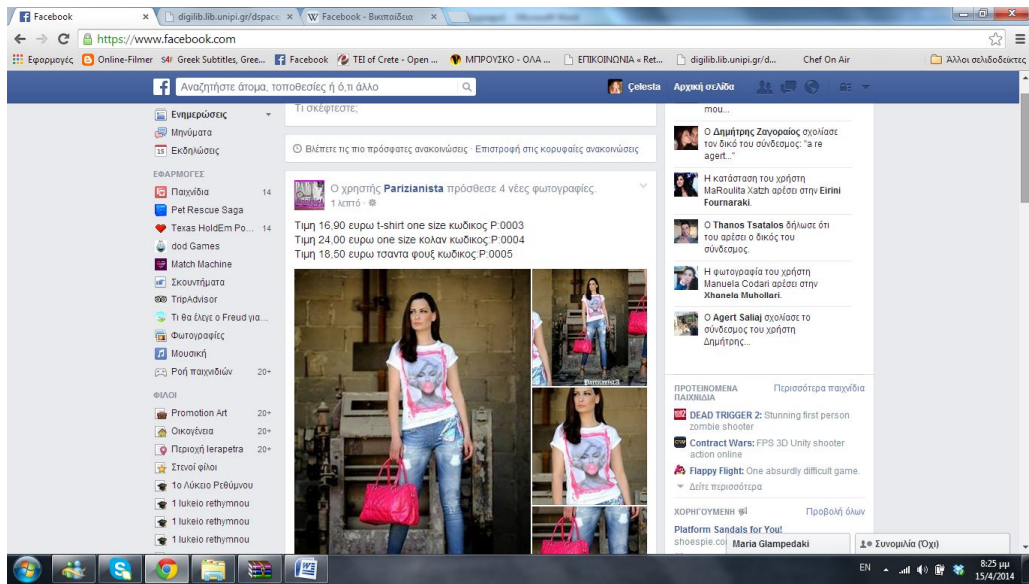 Facebook
digilib.lib.unipi.gr/dspace
W Facebook - Βικιπαίδεια
https://www.facebook.com
Εφαρμογές
Online-Filmer
S4f Greek Subtitles, Gree...
Facebook
TEI of Crete - Open ...
ΜΠΡΟΥΣΚΟ - ΟΛΑ ...
ΕΠΙΚΟΙΝΩΝΙΑ « Ret...
digilib.lib.unipi.gr/d...
Chef On Air
Άλλοι σελιδοδείκτες
Αναζητήστε άτομα, τοποθεσίες ή ό,τι άλλο
Çelesta
Αρχική σελίδα
Ενημερώσεις
Μηνύματα
15 Εκδηλώσεις
ΕΦΑΡΜΟΓΕΣ
Παιχνίδια 14
Pet Rescue Saga
Texas HoldEm Po... 14
dod Games
Match Machine
Σκουντήματα
TripAdvisor
Τι θα έλεγε ο Freud για...
Φωτογραφίες
Μουσική
Ροή παιχνιδιών 20+
ΦΙΛΟΙ
Promotion Art 20+
Οικογένεια 20+
Περιοχή Ierapetra 20+
Στενοί φίλοι
1ο Λύκειο Ρεθύμνου
1 lukeio rethymnou
1 lukeio rethymnou
1 lukeio rethymnou
Τι σκέφτεστε;
Βλέπετε τις πιο πρόσφατες ανακοινώσεις · Επιστροφή στις κορυφαίες ανακοινώσεις
Ο χρηστής Parizianista πρόσθεσε 4 νέες φωτογραφίες.
1 λεπτό ·
Τιμη 16,90 ευρω t-shirt one size κωδικος P:0003
Τιμη 24,00 ευρω one size κολαν κωδικος:P:0004
Τιμη 18,50 ευρω τσαντα φουξ κωδικος:P:0005
ParizianistA
mou...
Ο Δημήτρης Ζαγοραίος σχολίασε
τον δικό του σύνδεσμος: "a re
agert..."
Η κατάσταση του χρήστη
MaRoulita Xatzh αρέσει στην Eirini
Fournaraki.
Ο Thanos Tsatalos δήλωσε ότι
του αρέσει ο δικός του
σύνδεσμος.
Η φωτογραφία του χρήστη
Manuela Codari αρέσει στην
Xhanela Muhollari.
Ο Agert Saliaj σχολίασε το
σύνδεσμος του χρήστη
Δημήτρης...
ΠΡΟΤΕΙΝΟΜΕΝΑ ΠΑΙΧΝΙΔΙΑ
Περισσότερα παιχνίδια
DEAD TRIGGER 2: Stunning first person
zombie shooter
Contract Wars: FPS 3D Unity shooter
action online
Flappy Flight: One absurdly difficult game.
Δείτε περισσότερα
ΧΟΡΗΓΟΥΜΕΝΗ
Προβολή όλων
Platform Sandals for You!
shoespie.co
Maria Glampedaki
Συνομιλία (Όχι)
EN
8:25 μμ
15/4/2014